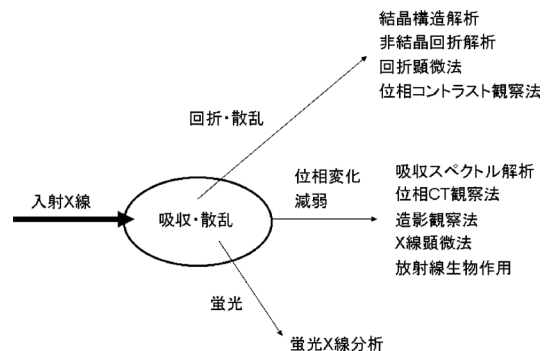 結晶構造解析
非結晶回折解析
回折顕微法
位相コントラスト観察法
回折・散乱
入射X線
吸収・散乱
位相変化
減弱
吸収スペクトル解析
位相CT観察法
造影観察法
X線顕微法
放射線生物作用
蛍光
蛍光X線分析